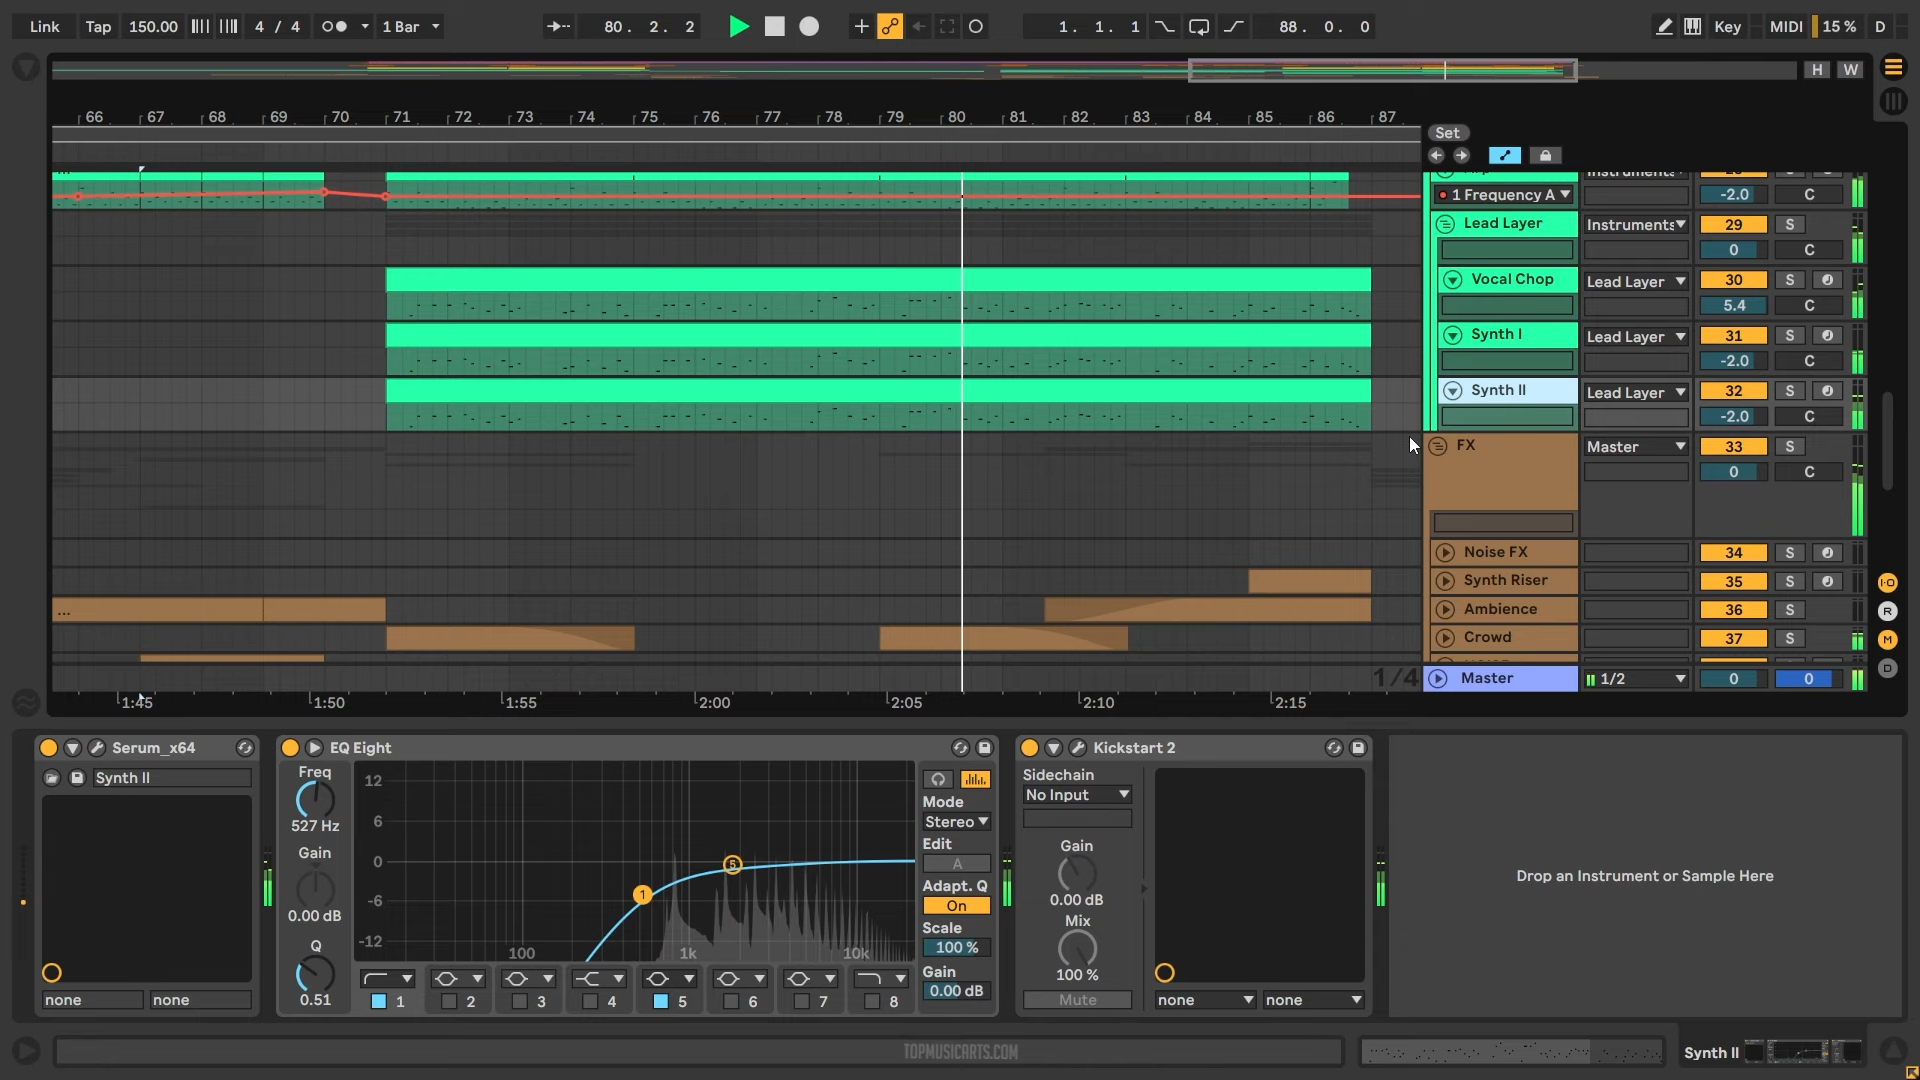 Link Tap 150.00 4 / 4 1 Bar 80. 2. 2 1. 1. 1 88. 0. 0 Key MIDI 15 % D
H W
66 67 68 69 70 71 72 73 74 75 76 77 78 79 80 81 82 83 84 85 86 87 Set
1 Frequency A -2.0 C
Lead Layer Instruments 29 S
0 C
Vocal Chop Lead Layer 30 S
5.4 C
Synth I Lead Layer 31 S
-2.0 C
Synth II Lead Layer 32 S
-2.0 C
FX Master 33 S
0 C
Noise FX 34 S
Synth Riser 35 S
... Ambience 36 S
Crowd 37 S
I·O
R
M
D
1/4 Master 1/2 0 0
1:45 1:50 1:55 2:00 2:05 2:10 2:15
Serum_x64
Synth II
none none
EQ Eight
Freq
527 Hz
Gain
0.00 dB
Q
0.51
12
6
0
-6
-12
100 1k 10k
1 5
1 2 3 4 5 6 7 8
Mode
Stereo
Edit
A
Adapt. Q
On
Scale
100 %
Gain
0.00 dB
Kickstart 2
Sidechain
No Input
Gain
0.00 dB
Mix
100 %
Mute
none none
Drop an Instrument or Sample Here
TOPMUSICARTS.COM
Synth II